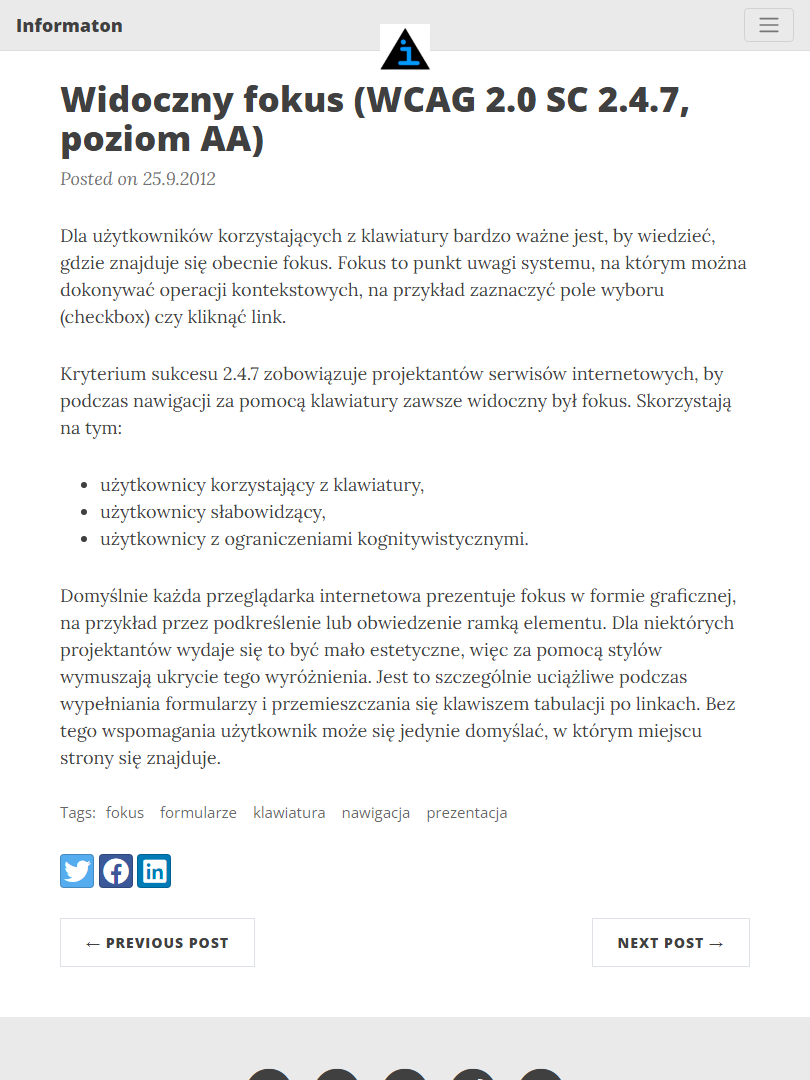 Informaton
i
Widoczny fokus (WCAG 2.0 SC 2.4.7,
poziom AA)
Posted on 25.9.2012
Dla użytkowników korzystających z klawiatury bardzo ważne jest, by wiedzieć,
gdzie znajduje się obecnie fokus. Fokus to punkt uwagi systemu, na którym można
dokonywać operacji kontekstowych, na przykład zaznaczyć pole wyboru
(checkbox) czy kliknąć link.
Kryterium sukcesu 2.4.7 zobowiązuje projektantów serwisów internetowych, by
podczas nawigacji za pomocą klawiatury zawsze widoczny był fokus. Skorzystają
na tym:
• użytkownicy korzystający z klawiatury,
• użytkownicy słabowidzący,
• użytkownicy z ograniczeniami kognitywistycznymi.
Domyślnie każda przeglądarka internetowa prezentuje fokus w formie graficznej,
na przykład przez podkreślenie lub obwiedzenie ramką elementu. Dla niektórych
projektantów wydaje się to być mało estetyczne, więc za pomocą stylów
wymuszają ukrycie tego wyróżnienia. Jest to szczególnie uciążliwe podczas
wypełniania formularzy i przemieszczania się klawiszem tabulacji po linkach. Bez
tego wspomagania użytkownik może się jedynie domyślać, w którym miejscu
strony się znajduje.
Tags: fokus formularze klawiatura nawigacja prezentacja
← PREVIOUS POST
NEXT POST →